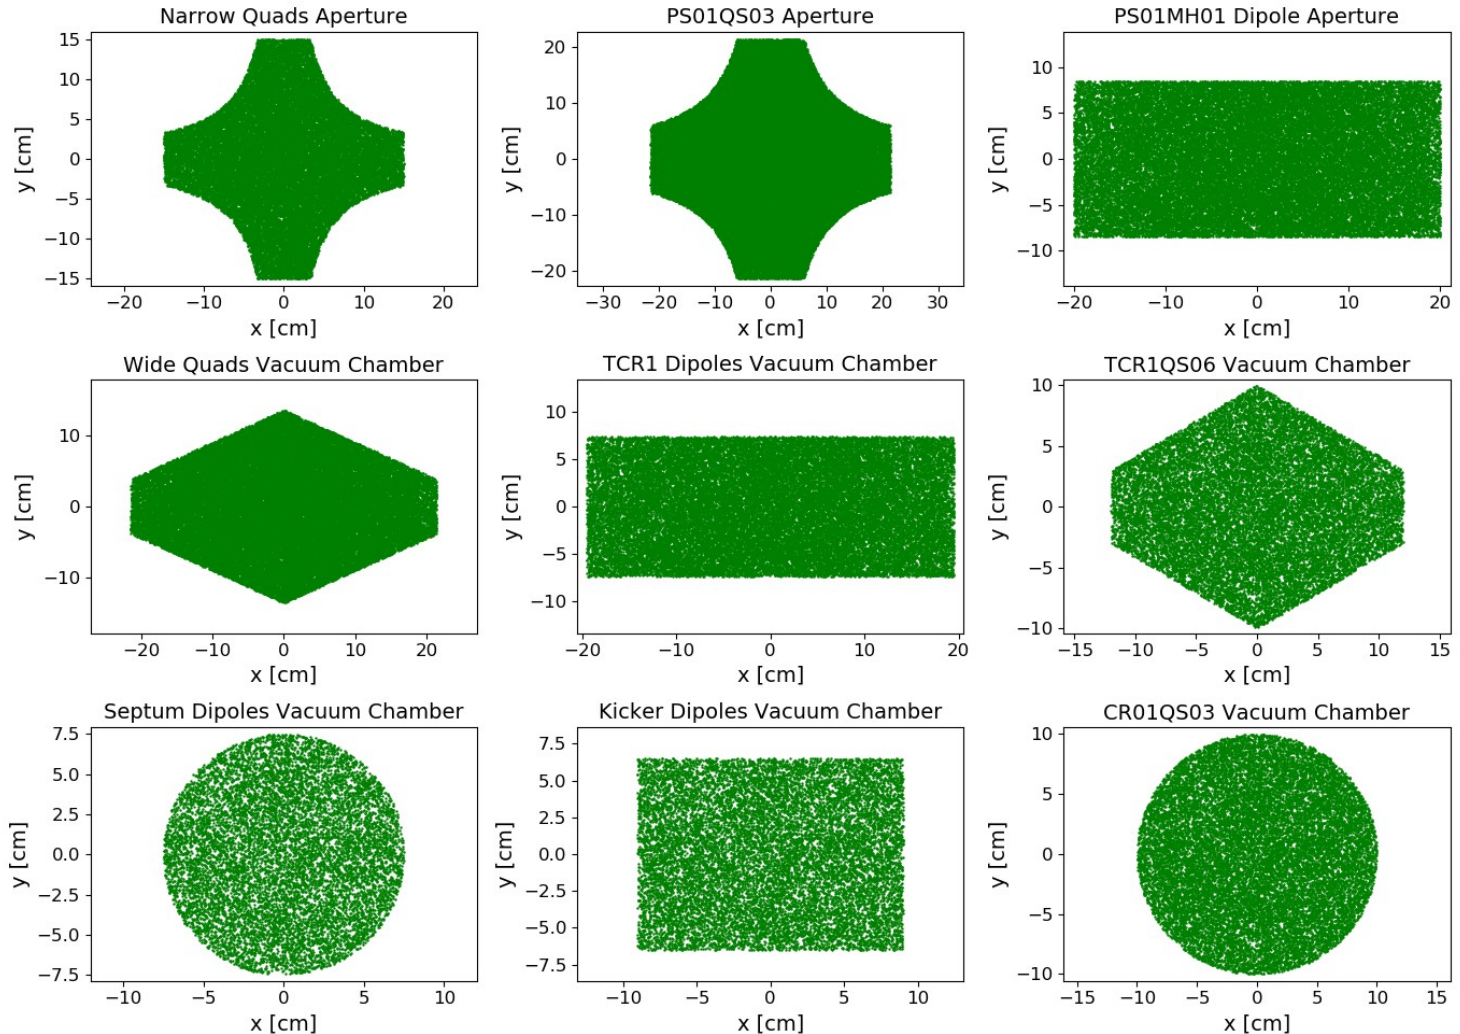 Narrow Quads Aperture
15
10
5
0
−5
−10
−15
y [cm]
−20 −10 0 10 20
x [cm]
PS01QS03 Aperture
20
10
0
−10
−20
y [cm]
−30 −20 −10 0 10 20 30
x [cm]
PS01MH01 Dipole Aperture
10
5
0
−5
−10
y [cm]
−20 −10 0 10 20
x [cm]
Wide Quads Vacuum Chamber
10
0
−10
y [cm]
−20 −10 0 10 20
x [cm]
TCR1 Dipoles Vacuum Chamber
10
5
0
−5
−10
y [cm]
−20 −10 0 10 20
x [cm]
TCR1QS06 Vacuum Chamber
10
5
0
−5
−10
y [cm]
−15 −10 −5 0 5 10 15
x [cm]
Septum Dipoles Vacuum Chamber
7.5
5.0
2.5
0.0
−2.5
−5.0
−7.5
y [cm]
−10 −5 0 5 10
x [cm]
Kicker Dipoles Vacuum Chamber
7.5
5.0
2.5
0.0
−2.5
−5.0
−7.5
y [cm]
−10 −5 0 5 10
x [cm]
CR01QS03 Vacuum Chamber
10
5
0
−5
−10
y [cm]
−15 −10 −5 0 5 10 15
x [cm]